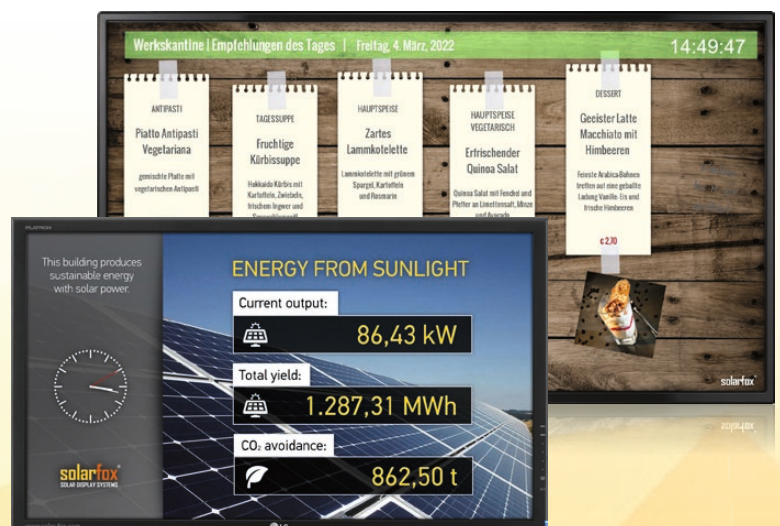 Werkskantine | Empfehlungen des Tages | Freitag, 4. März, 2022
14:49:47
ANTIPASTI
Piatto Antipasti
Vegetariana
gemischte Platte mit
vegetarischen Antipasti
TAGESSUPPE
Fruchtige
Kürbissuppe
Hokkaido Kürbis mit
Kartoffeln, Zwiebeln,
frischem Ingwer und
HAUPTSPEISE
Zartes
Lammkotelette
Lammkotelette mit grünem
Spargel, Kartoffeln
und Rosmarin
HAUPTSPEISE
VEGETARISCH
Erfrischender
Quinoa Salat
Quinoa Salat mit Fenchel und
Pfeffer an Limettensaft, Minze
und Avocado
DESSERT
Geeister Latte
Macchiato mit
Himbeeren
Feinste Arabica-Bohnen
treffen auf eine geballte
Ladung Vanille-Eis und
frische Himbeeren
€ 2,70
solarfox
FLATRON
This building produces
sustainable energy
with solar power.
solarfox
SOLAR DISPLAY SYSTEMS
ENERGY FROM SUNLIGHT
Current output:
86,43 kW
Total yield:
1.287,31 MWh
CO₂ avoidance:
862,50 t
LG